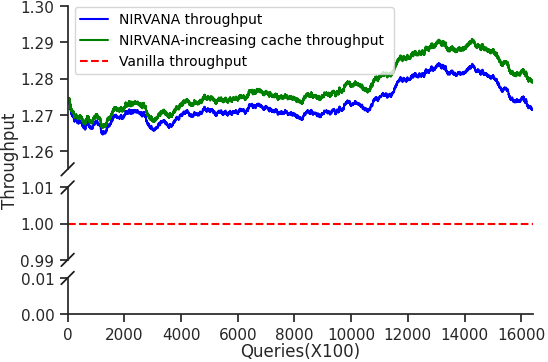 NIRVANA throughput
NIRVANA-increasing cache throughput
Vanilla throughput
Throughput
1.30
1.29
1.28
1.27
1.26
1.01
1.00
0.99
0.01
0.00
0 2000 4000 6000 8000 10000 12000 14000 16000
Queries(X100)